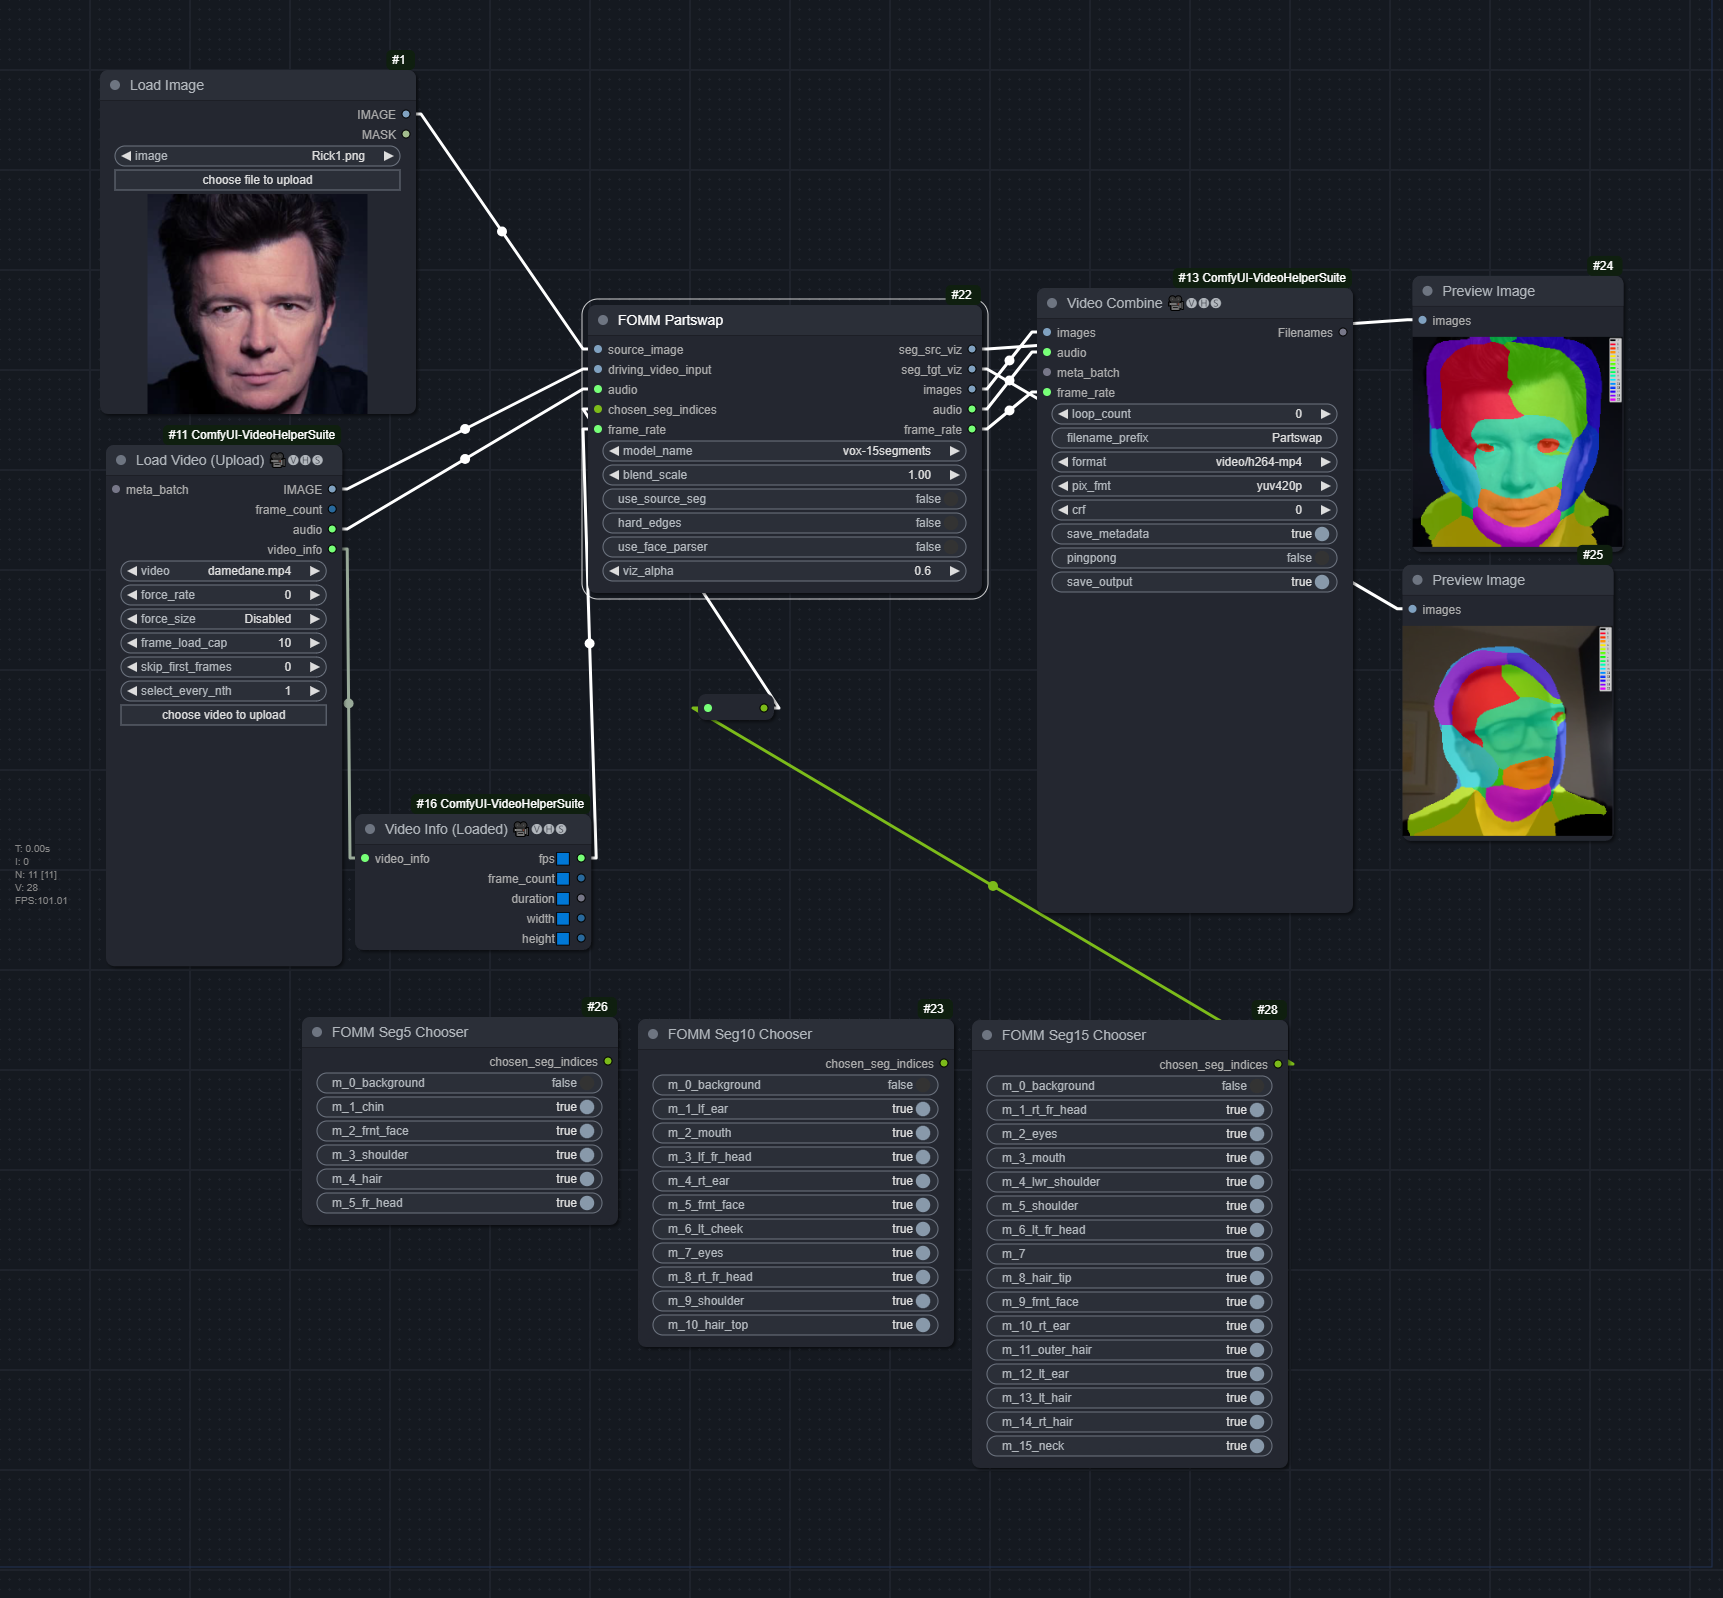 #1
Load Image
IMAGE
MASK
image Rick1.png
choose file to upload
#11 ComfyUI-VideoHelperSuite
Load Video (Upload) 🎥🅥🅗🅢
meta_batch IMAGE
frame_count
audio
video_info
video damedane.mp4
force_rate 0
force_size Disabled
frame_load_cap 10
skip_first_frames 0
select_every_nth 1
choose video to upload
#16 ComfyUI-VideoHelperSuite
Video Info (Loaded) 🎥🅥🅗🅢
video_info fps
frame_count
duration
width
height
T: 0.00s
I: 0
N: 11 [11]
V: 28
FPS:101.01
#22
FOMM Partswap
source_image seg_src_viz
driving_video_input seg_tgt_viz
audio images
chosen_seg_indices audio
frame_rate frame_rate
model_name vox-15segments
blend_scale 1.00
use_source_seg false
hard_edges false
use_face_parser false
viz_alpha 0.6
#13 ComfyUI-VideoHelperSuite
Video Combine 🎥🅥🅗🅢
images Filenames
audio
meta_batch
frame_rate
loop_count 0
filename_prefix Partswap
format video/h264-mp4
pix_fmt yuv420p
crf 0
save_metadata true
pingpong false
save_output true
#24
Preview Image
images
#25
Preview Image
images
#26
FOMM Seg5 Chooser
chosen_seg_indices
m_0_background false
m_1_chin true
m_2_frnt_face true
m_3_shoulder true
m_4_hair true
m_5_fr_head true
#23
FOMM Seg10 Chooser
chosen_seg_indices
m_0_background false
m_1_lf_ear true
m_2_mouth true
m_3_lf_fr_head true
m_4_rt_ear true
m_5_frnt_face true
m_6_lt_cheek true
m_7_eyes true
m_8_rt_fr_head true
m_9_shoulder true
m_10_hair_top true
#28
FOMM Seg15 Chooser
chosen_seg_indices
m_0_background false
m_1_rt_fr_head true
m_2_eyes true
m_3_mouth true
m_4_lwr_shoulder true
m_5_shoulder true
m_6_lt_fr_head true
m_7 true
m_8_hair_tip true
m_9_frnt_face true
m_10_rt_ear true
m_11_outer_hair true
m_12_lt_ear true
m_13_lt_hair true
m_14_rt_hair true
m_15_neck true